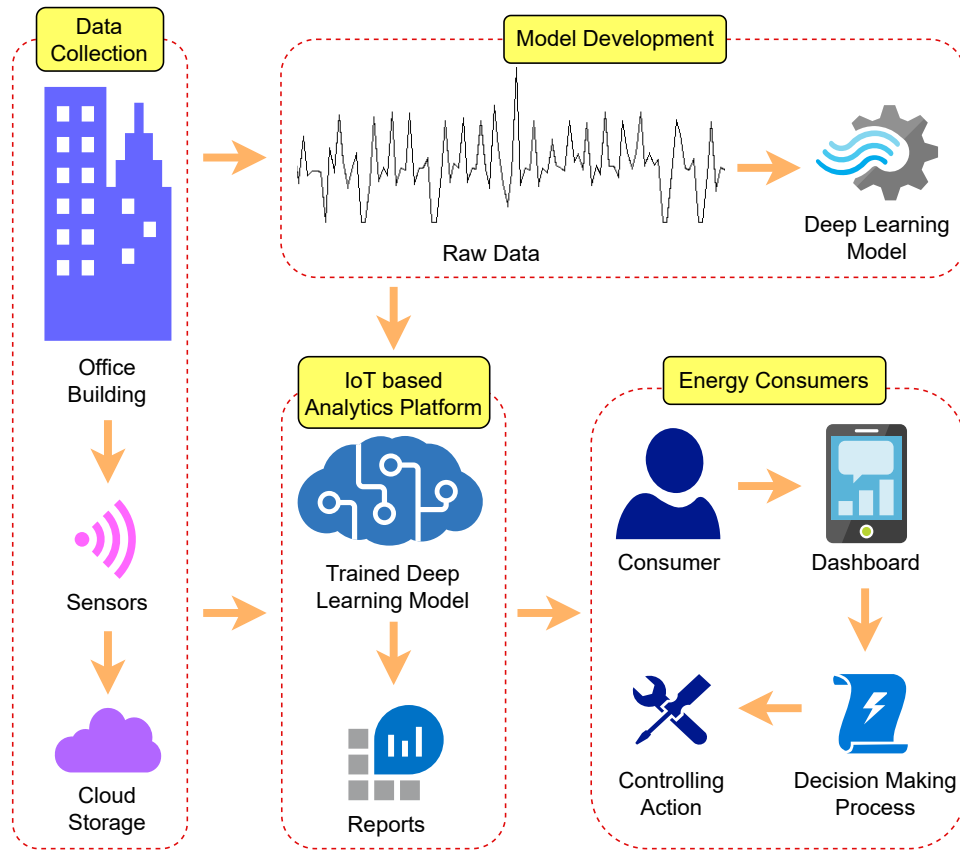 Data
Collection
Office
Building
Sensors
Cloud
Storage
Model Development
Raw Data
Deep Learning
Model
IoT based
Analytics Platform
Trained Deep
Learning Model
Reports
Energy Consumers
Consumer
Dashboard
Controlling
Action
Decision Making
Process